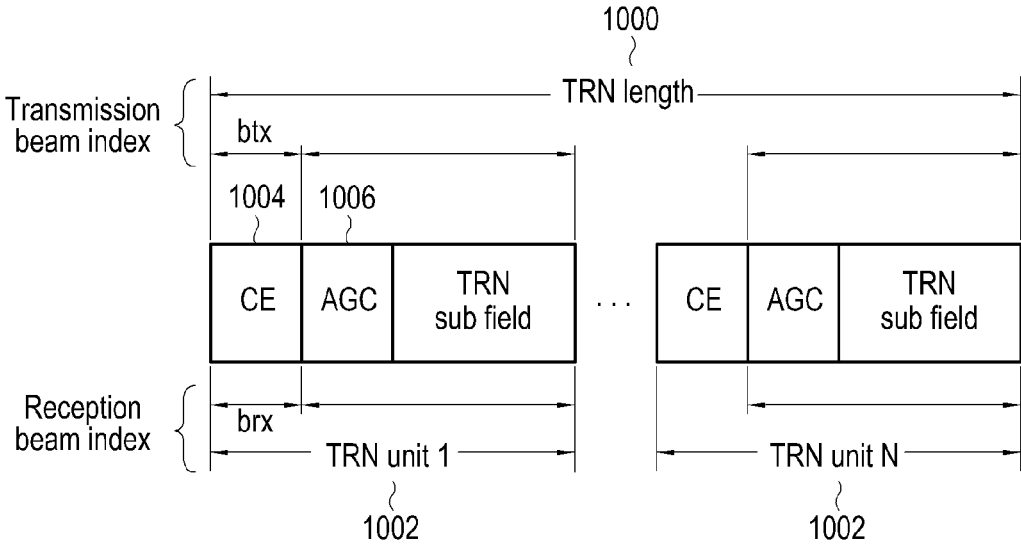 1000
TRN length
Transmission
beam index
btx
1004
1006
CE
AGC
TRN
sub field
. . .
CE
AGC
TRN
sub field
Reception
beam index
brx
TRN unit 1
TRN unit N
1002
1002